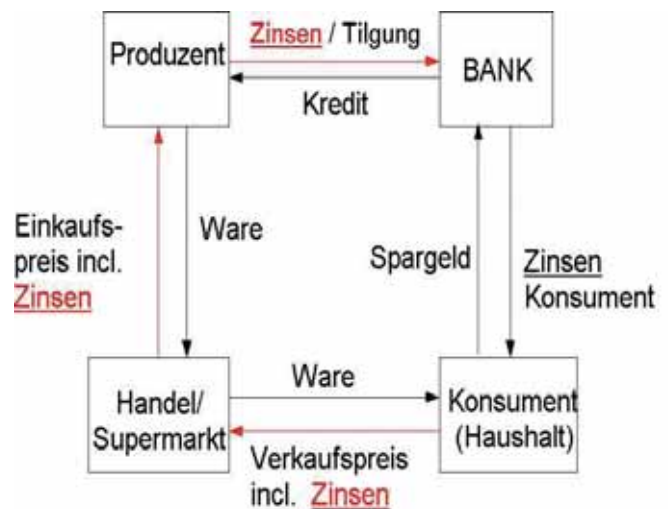 Produzent
Zinsen / Tilgung
BANK
Kredit
Einkaufs-
preis incl.
Zinsen
Ware
Spargeld
Zinsen
Konsument
Handel/
Supermarkt
Ware
Konsument
(Haushalt)
Verkaufspreis
incl. Zinsen